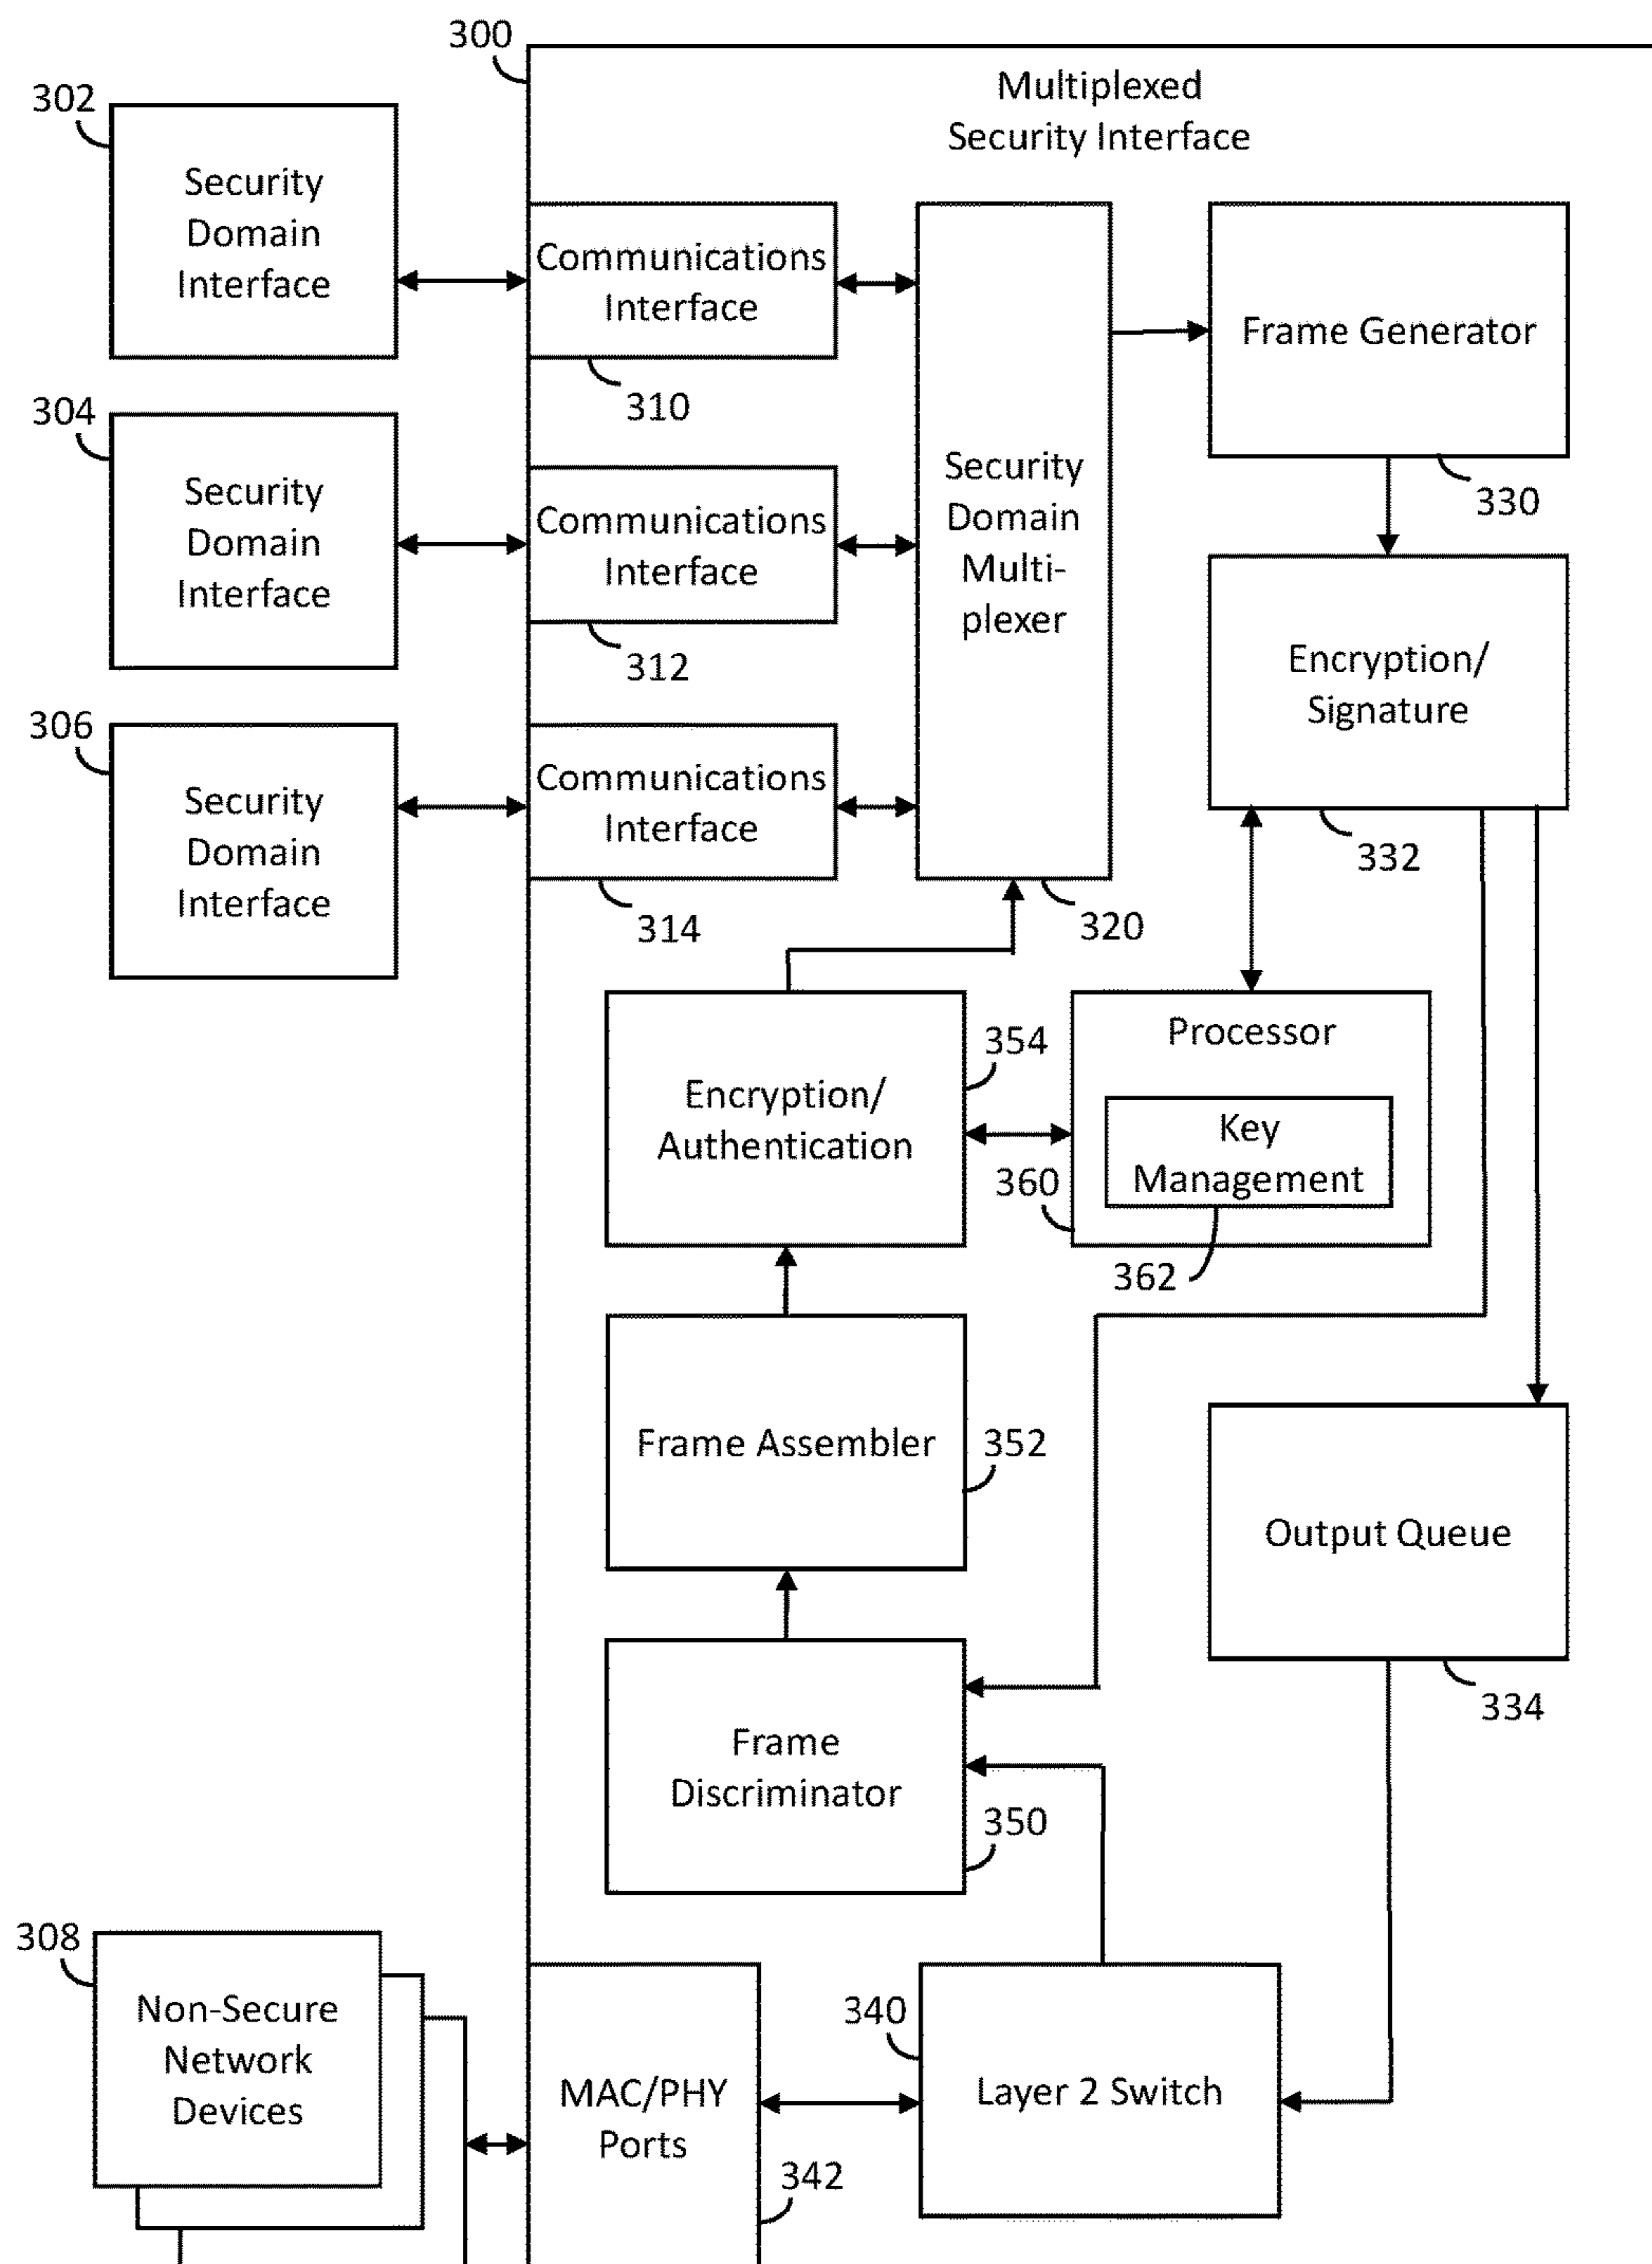 300
Multiplexed
Security Interface
302
Security
Domain
Interface
Communications
Interface
310
Frame Generator
330
304
Security
Domain
Interface
Communications
Interface
312
Security
Domain
Multi-
plexer
320
Encryption/
Signature
332
306
Security
Domain
Interface
Communications
Interface
314
Encryption/
Authentication
354
Processor
Key
Management
360
362
Frame Assembler
352
Output Queue
334
Frame
Discriminator
350
308
Non-Secure
Network
Devices
MAC/PHY
Ports
342
340
Layer 2 Switch